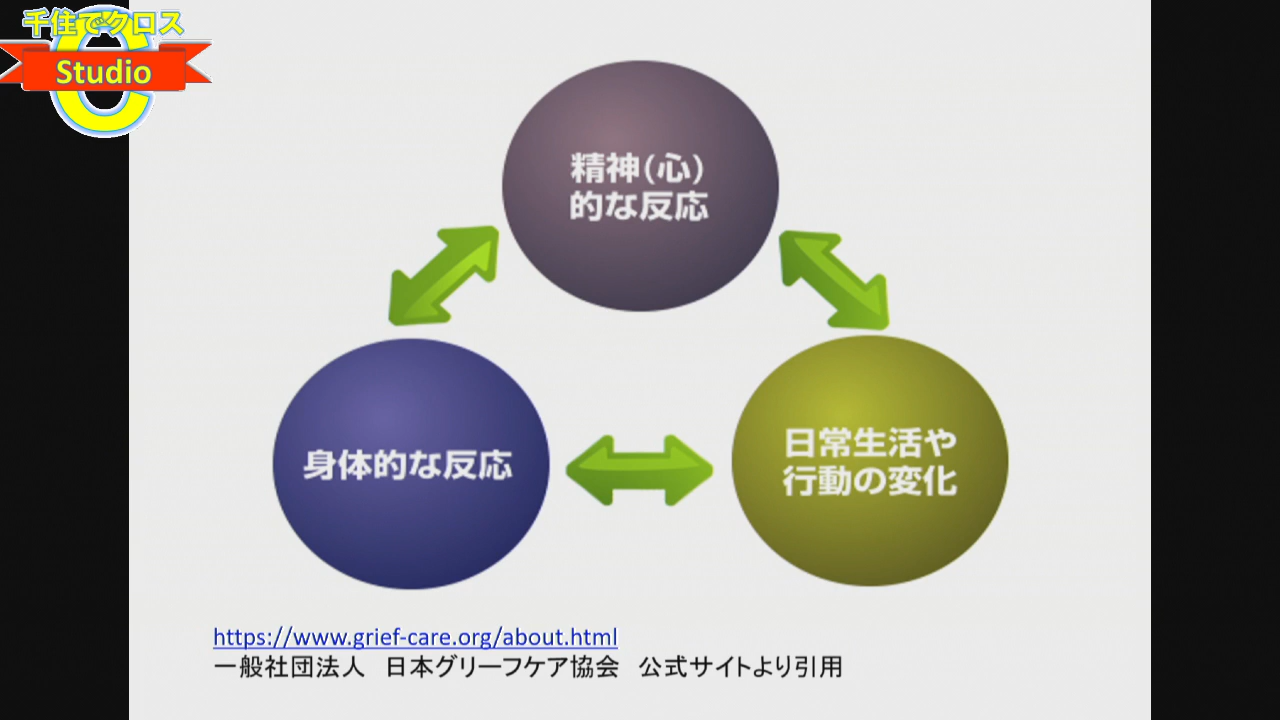 千住でクロス
Studio
C
精神(心)
的な反応
身体的な反応
日常生活や
行動の変化
https://www.grief-care.org/about.html
一般社団法人　日本グリーフケア協会　公式サイトより引用